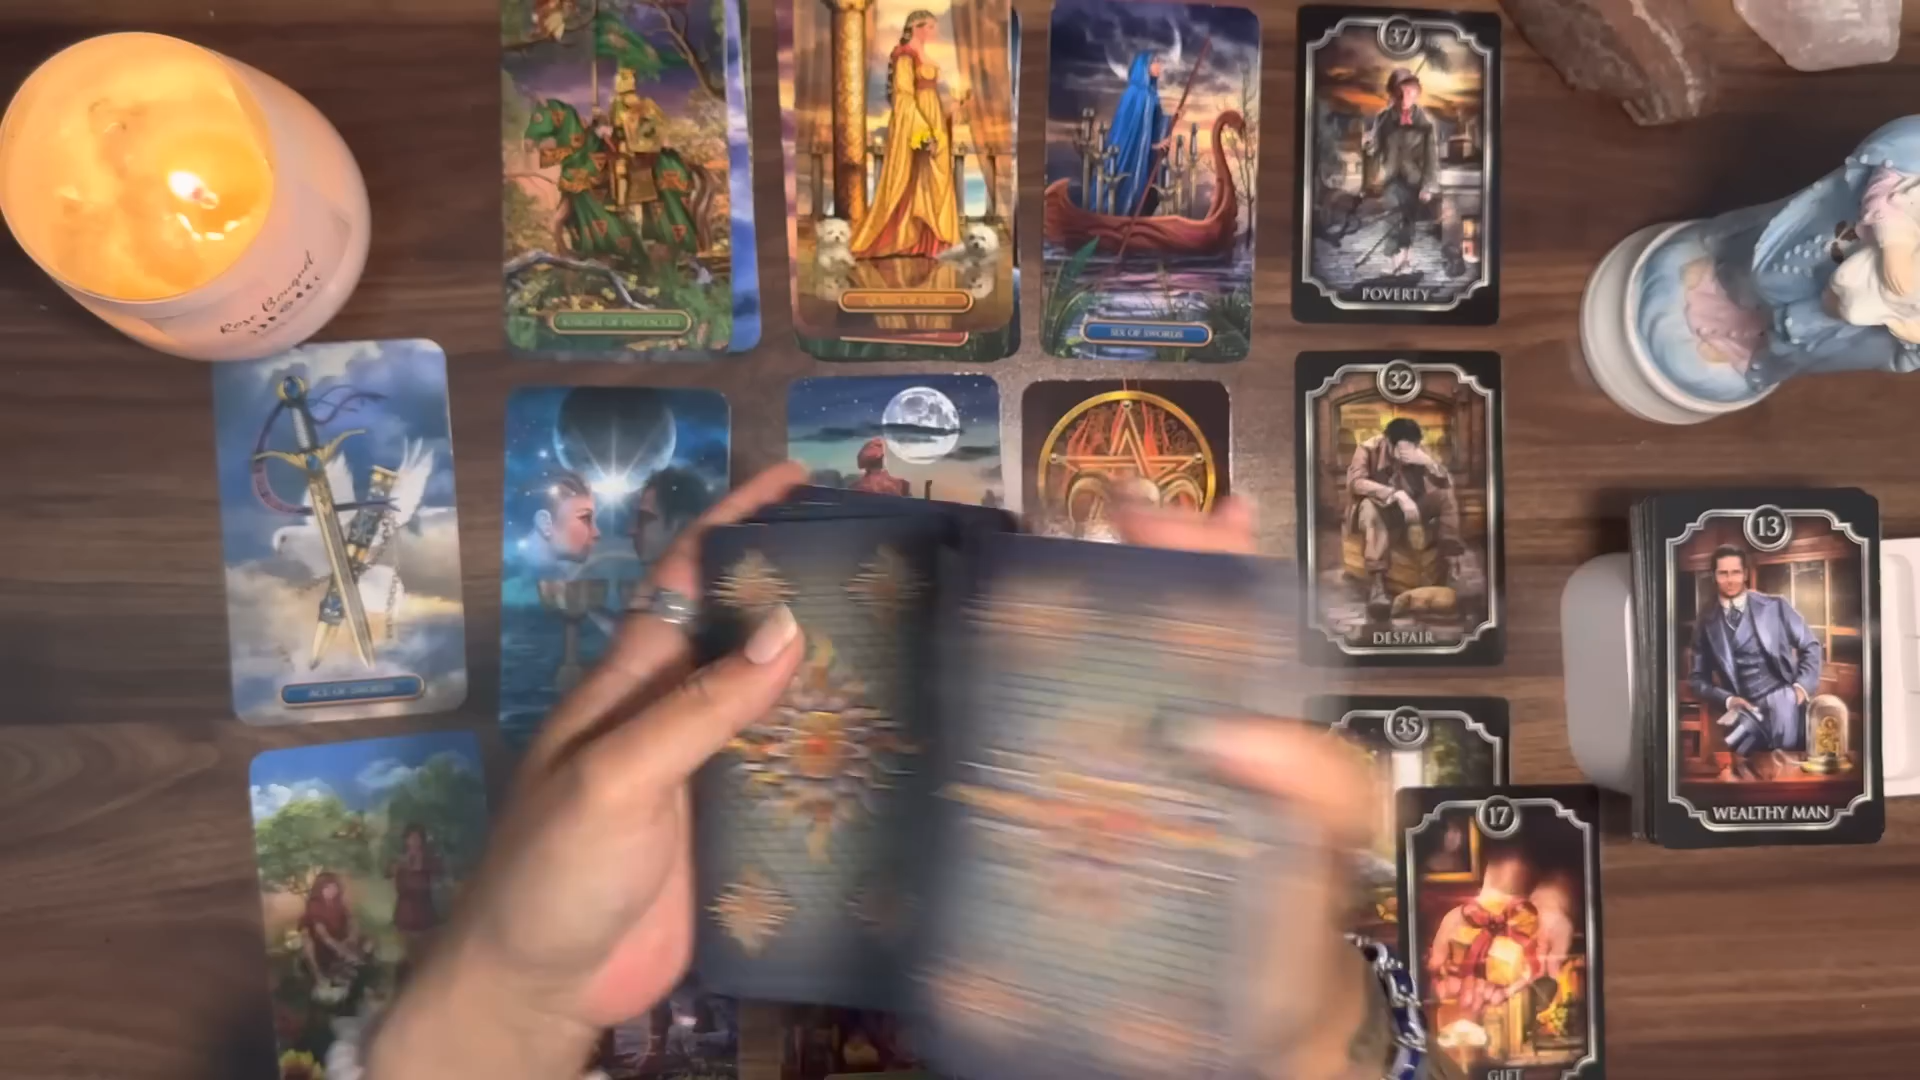 37
POVERTY
KNIGHT OF PENTACLES
QUEEN OF CUPS
SIX OF SWORDS
Rose Bouquet
32
DESPAIR
ACE OF SWORDS
13
WEALTHY MAN
35
17
GIFT